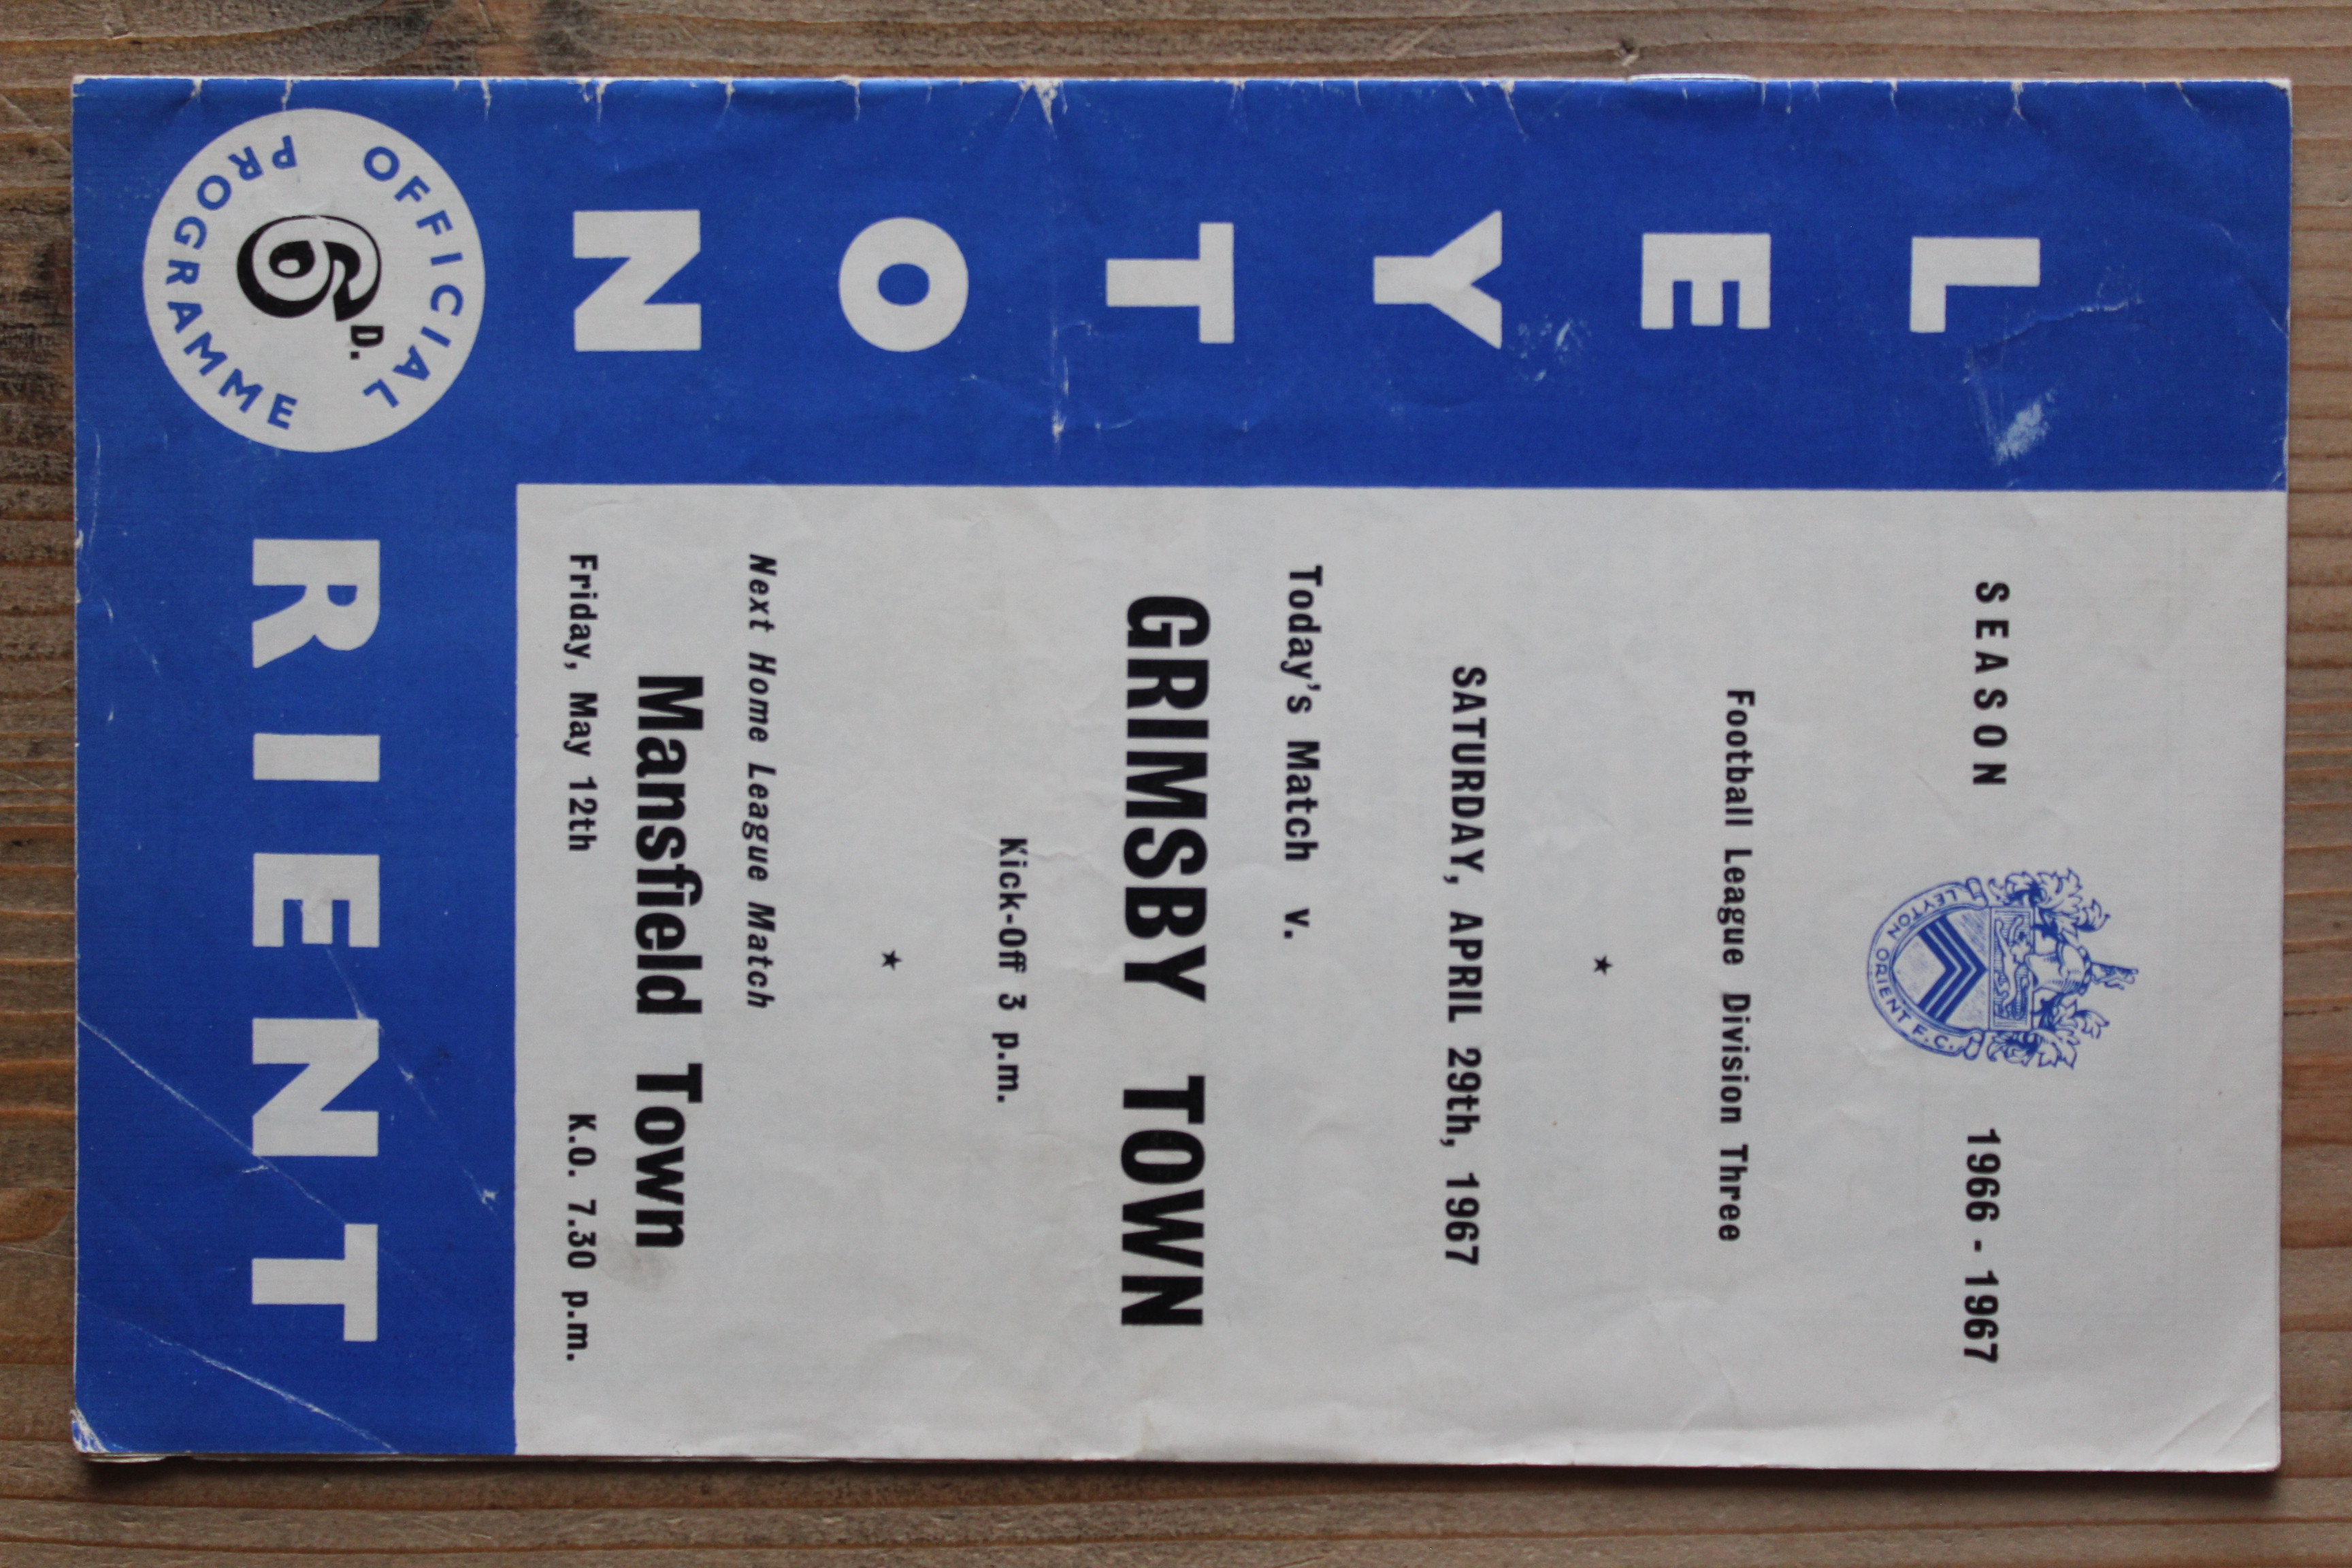 LEYTON
SEASON
LEYTON ORIENT F.C.
1966 - 1967
Football League Division Three
★
SATURDAY, APRIL 29th, 1967
Today's Match v.
GRIMSBY TOWN
Kick-Off 3 p.m.
★
Next Home League Match
Mansfield Town
Friday, May 12th K.O. 7.30 p.m.
OFFICIAL
6D.
PROGRAMME
RIENT